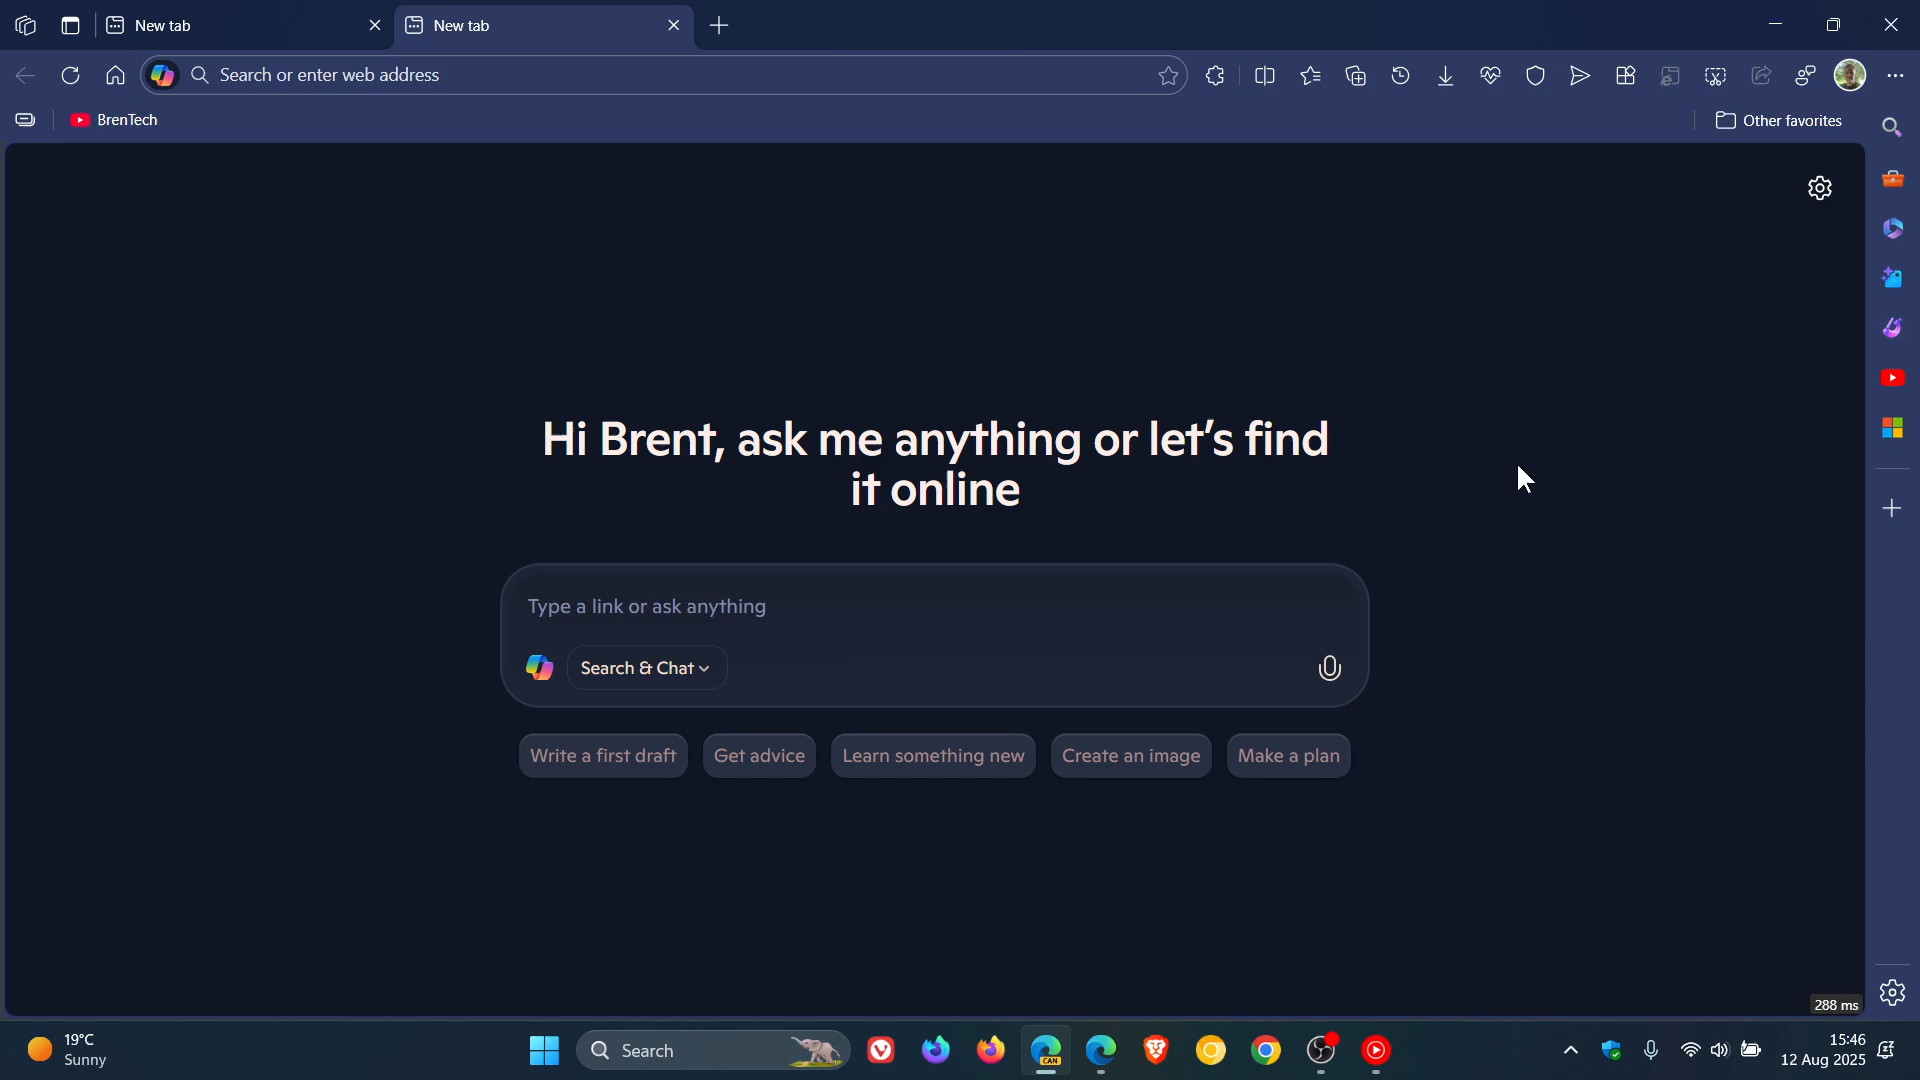 New tab
New tab
Search or enter web address
BrenTech
Other favorites
Hi Brent, ask me anything or let's find
it online
Type a link or ask anything
Search & Chat
Write a first draft
Get advice
Learn something new
Create an image
Make a plan
288 ms
19°C
Sunny
Search
CAN
15:46
12 Aug 2025